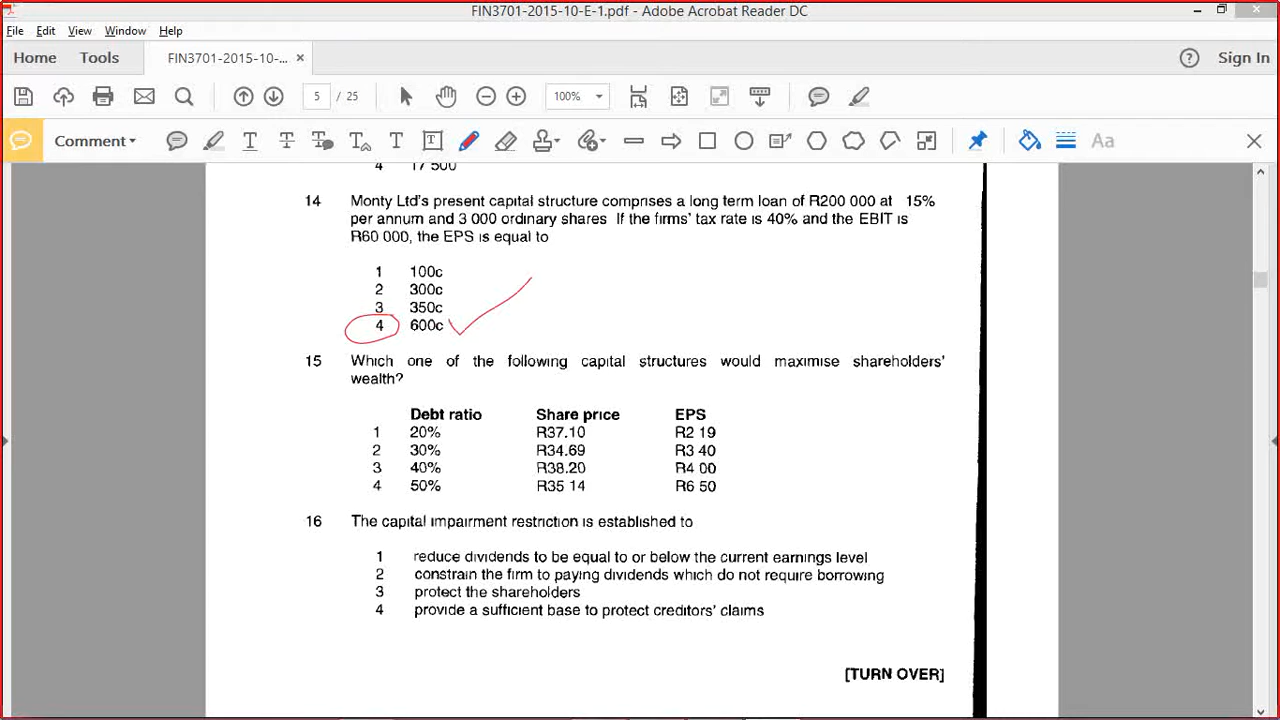 FIN3701-2015-10-E-1.pdf - Adobe Acrobat Reader DC
File Edit View Window Help
Home Tools FIN3701-2015-10-... × Sign In
5 / 25 100%
Comment Aa
4 17 500
14 Monty Ltd's present capital structure comprises a long term loan of R200 000 at 15%
per annum and 3 000 ordinary shares If the firms' tax rate is 40% and the EBIT is
R60 000, the EPS is equal to
1 100c
2 300c
3 350c
4 600c
15 Which one of the following capital structures would maximise shareholders'
wealth?
Debt ratio Share price EPS
1 20% R37.10 R2 19
2 30% R34.69 R3 40
3 40% R38.20 R4 00
4 50% R35 14 R6 50
16 The capital impairment restriction is established to
1 reduce dividends to be equal to or below the current earnings level
2 constrain the firm to paying dividends which do not require borrowing
3 protect the shareholders
4 provide a sufficient base to protect creditors' claims
[TURN OVER]